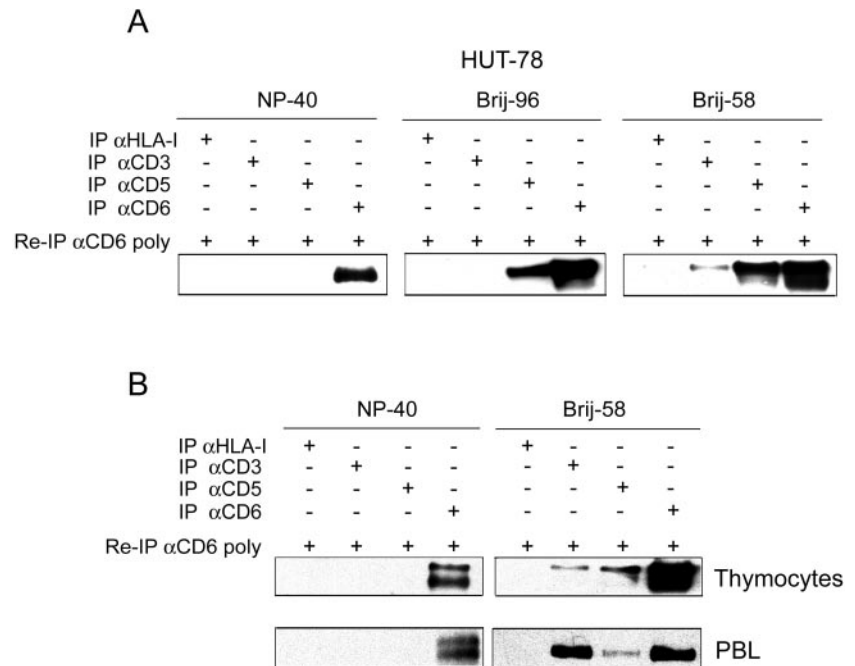 A
HUT-78
NP-40 Brij-96 Brij-58
IP αHLA-I + - - - + - - - + - - -
IP αCD3 - + - - - + - - - + - -
IP αCD5 - - + - - - + - - - + -
IP αCD6 - - - + - - - + - - - +
Re-IP αCD6 poly + + + + + + + + + + + +
B
NP-40 Brij-58
IP αHLA-I + - - - + - - -
IP αCD3 - + - - - + - -
IP αCD5 - - + - - - + -
IP αCD6 - - - + - - - +
Re-IP αCD6 poly + + + + + + + +
Thymocytes
PBL